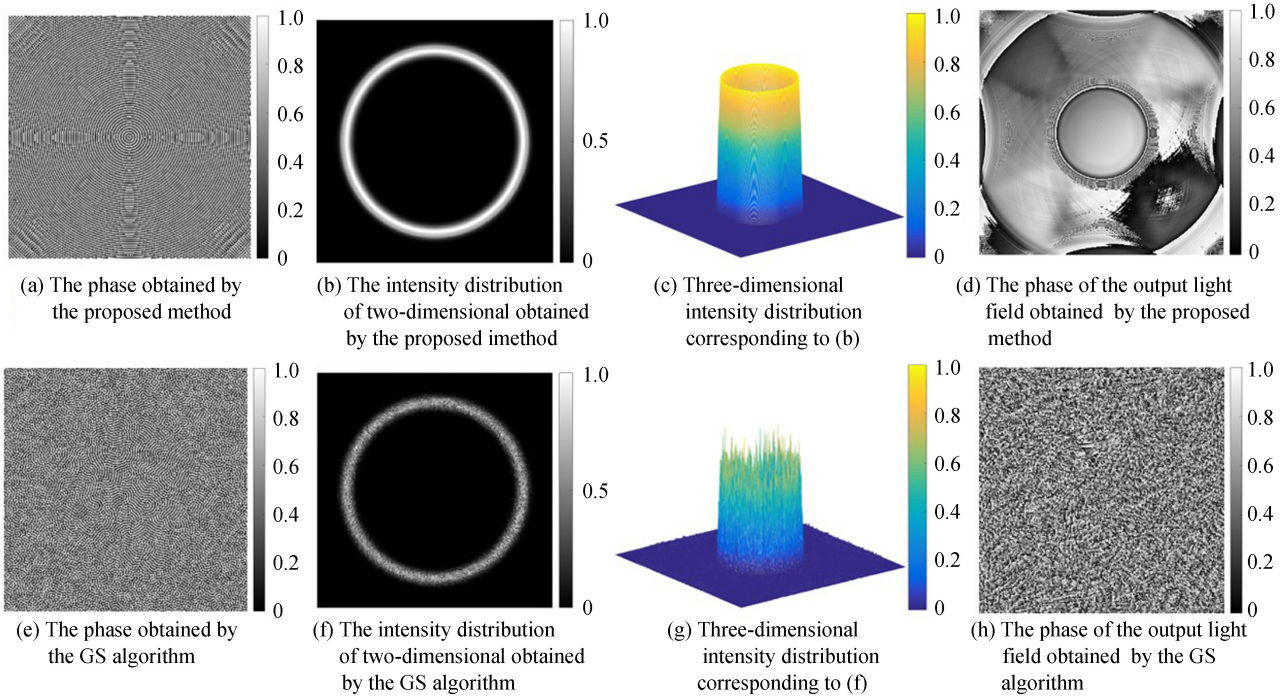 1.0
0.8
0.6
0.4
0.2
0
1.0
0.5
0
1.0
0.8
0.6
0.4
0.2
0
1.0
0.8
0.6
0.4
0.2
0
(a) The phase obtained by
the proposed method
(b) The intensity distribution
of two-dimensional obtained
by the proposed imethod
(c) Three-dimensional
intensity distribution
corresponding to (b)
(d) The phase of the output light
field obtained by the proposed
method
1.0
0.8
0.6
0.4
0.2
0
1.0
0.5
0
1.0
0.8
0.6
0.4
0.2
0
1.0
0.8
0.6
0.4
0.2
0
(e) The phase obtained by
the GS algorithm
(f) The intensity distribution
of two-dimensional obtained
by the GS algorithm
(g) Three-dimensional
intensity distribution
corresponding to (f)
(h) The phase of the output light
field obtained by the GS
algorithm